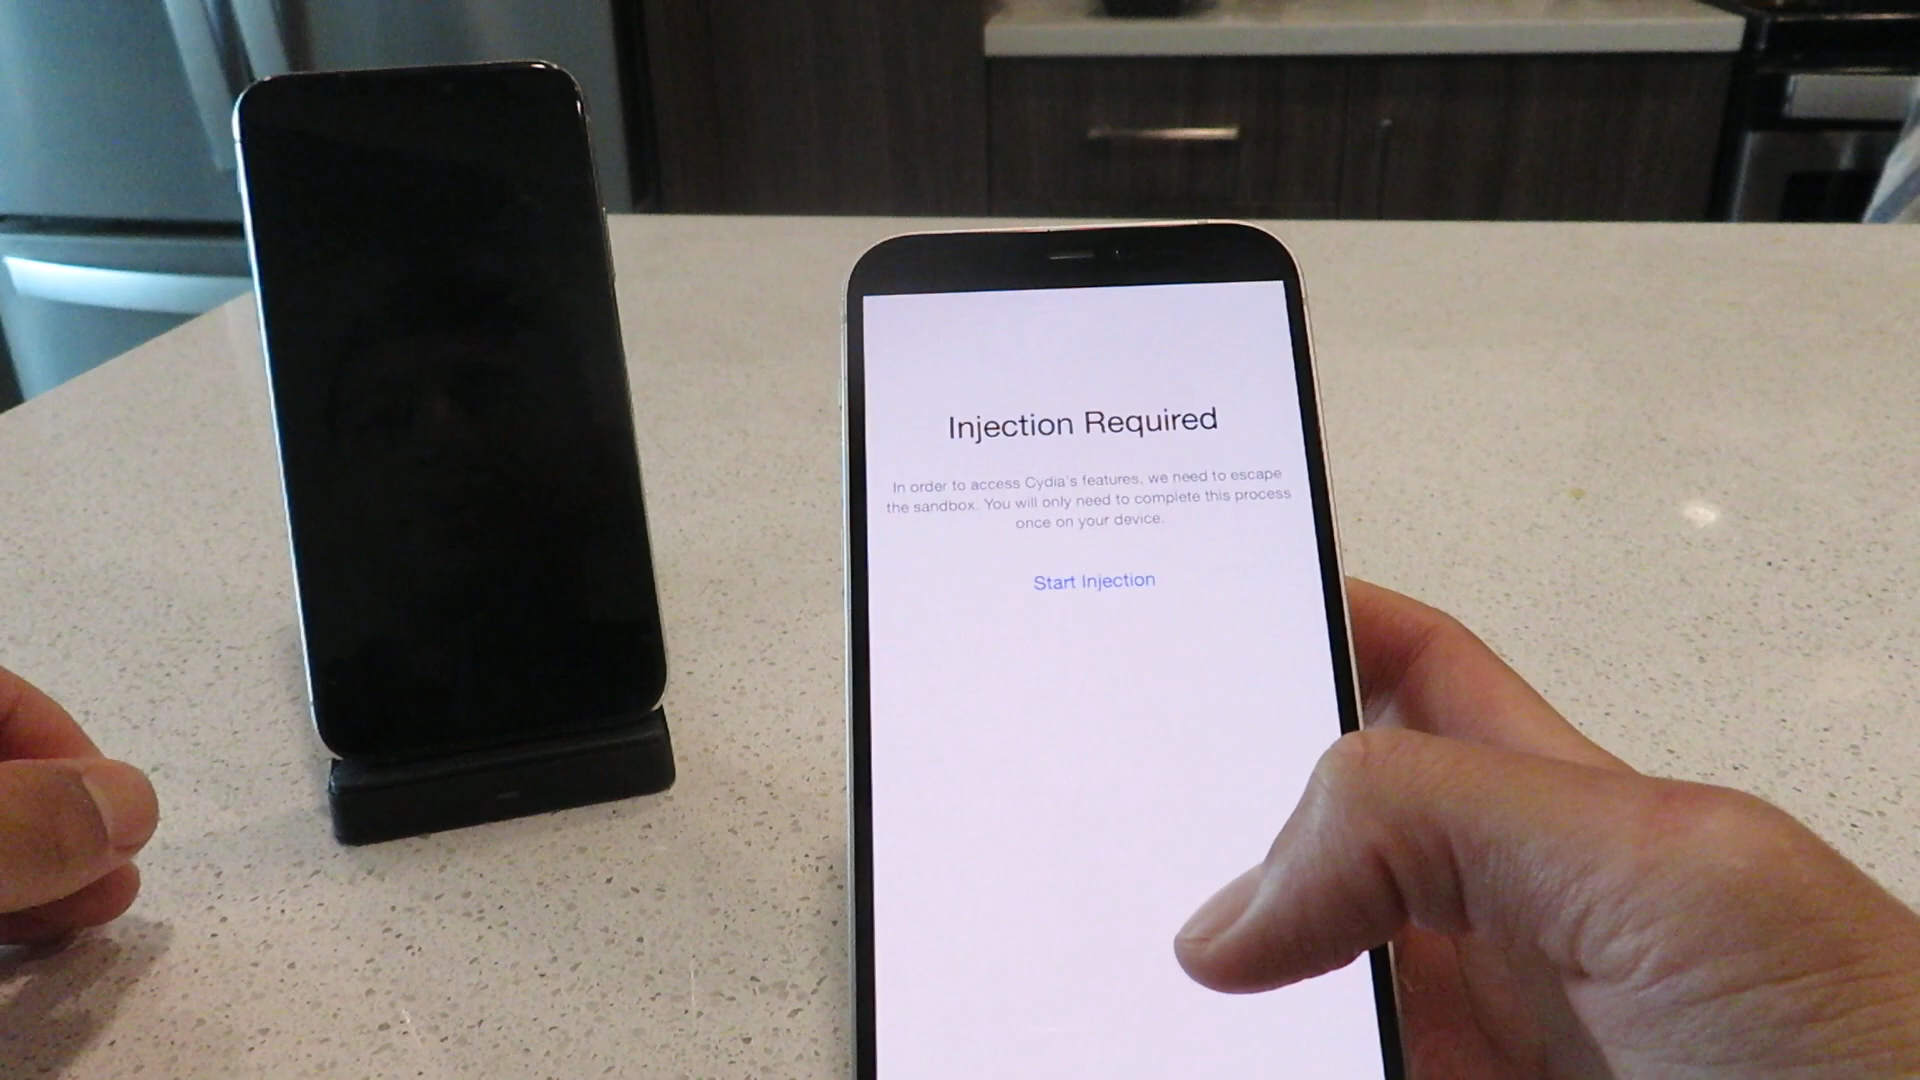 Injection Required
In order to access Cydia's features, we need to escape
the sandbox. You will only need to complete this process
once on your device.
Start Injection